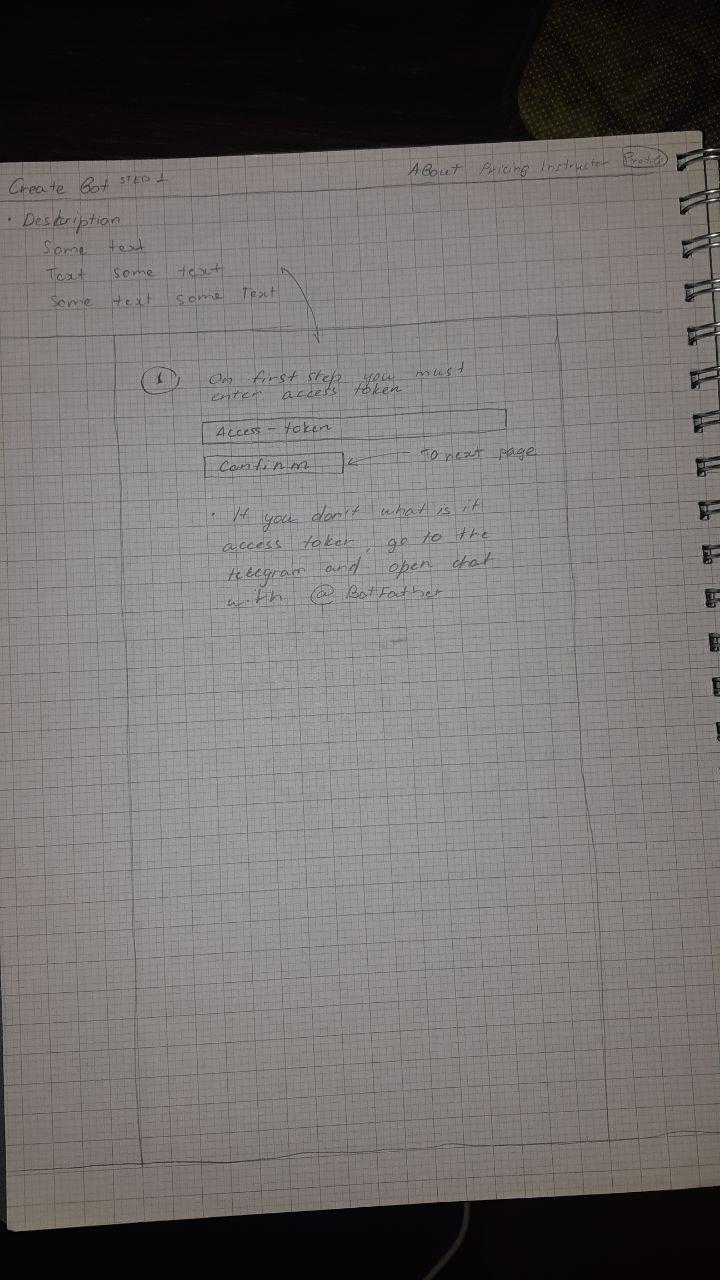 Create Bot STEP 1
About Pricing Instructor
• Description
Some text
Text some text
Some text some Text
1 On first step you must
enter access token
Access - token
Confirm
To next page
• If you don't what is it
access token, go to the
telegram and open chat
with @ BotFather